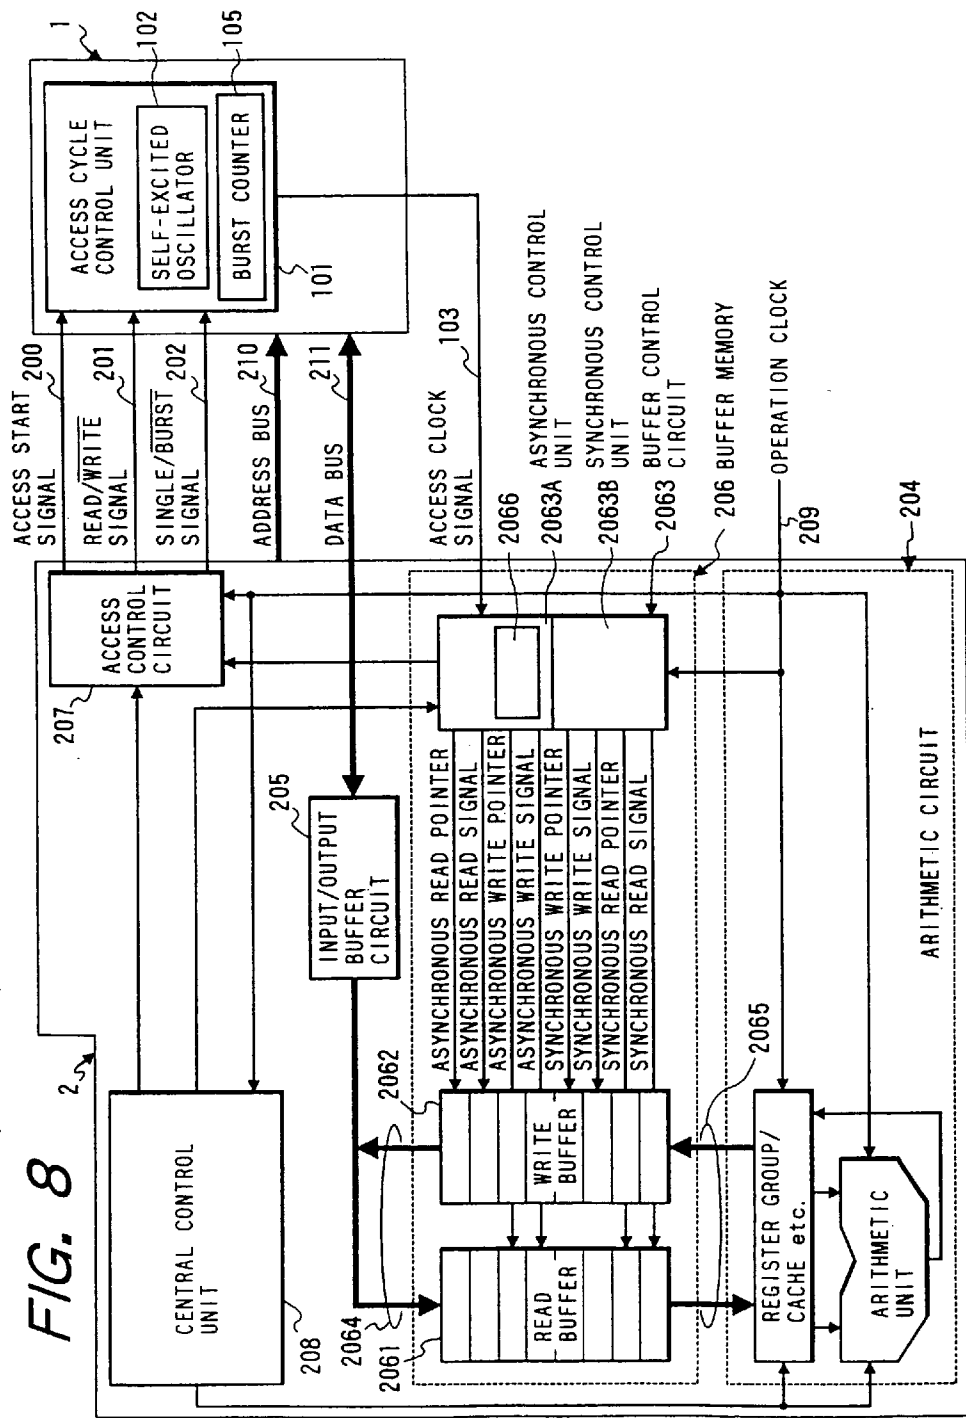 FIG. 8
2
CENTRAL CONTROL
UNIT
208
207
ACCESS
CONTROL
CIRCUIT
ACCESS START
SIGNAL
200
READ/WRITE
SIGNAL
201
SINGLE/BURST
SIGNAL
202
ADDRESS BUS
210
DATA BUS
211
ACCESS CLOCK
SIGNAL
103
1
ACCESS CYCLE
CONTROL UNIT
SELF-EXCITED
OSCILLATOR
BURST COUNTER
102
105
101
INPUT/OUTPUT
BUFFER
CIRCUIT
205
2064
2061
2062
READ
BUFFER
WRITE
BUFFER
2065
ASYNCHRONOUS READ POINTER
ASYNCHRONOUS READ SIGNAL
ASYNCHRONOUS WRITE POINTER
ASYNCHRONOUS WRITE SIGNAL
SYNCHRONOUS WRITE POINTER
SYNCHRONOUS WRITE SIGNAL
SYNCHRONOUS READ POINTER
SYNCHRONOUS READ SIGNAL
2066
2063A
ASYNCHRONOUS CONTROL
UNIT
2063B
SYNCHRONOUS CONTROL
UNIT
2063
BUFFER CONTROL
CIRCUIT
206 BUFFER MEMORY
209
OPERATION CLOCK
204
REGISTER GROUP/
CACHE etc.
ARITHMETIC
UNIT
ARITHMETIC CIRCUIT